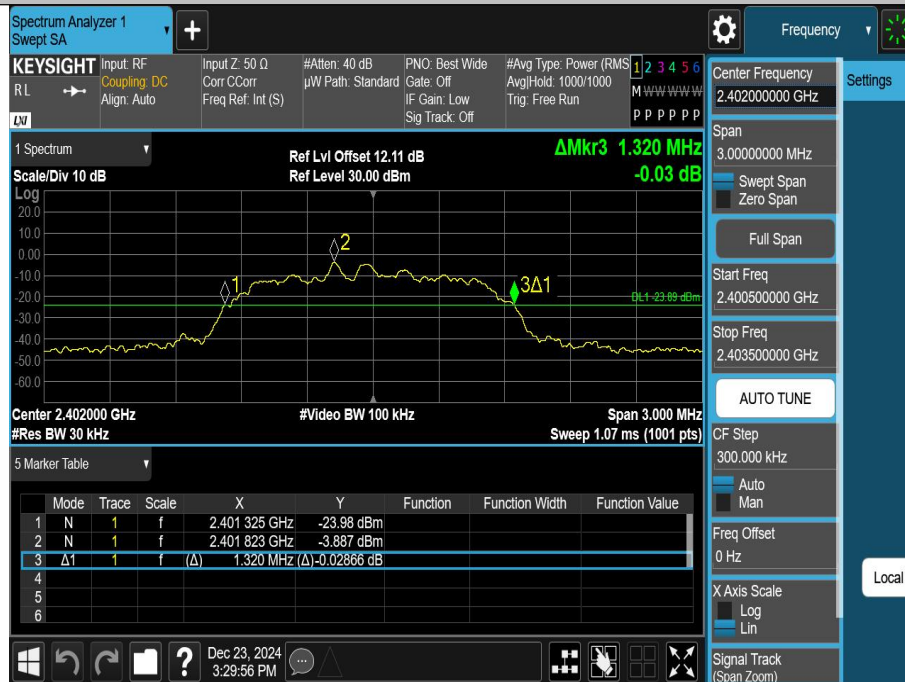 Spectrum Analyzer 1
Swept SA
+
Frequency
KEYSIGHT
RL
LXI
Input: RF
Coupling: DC
Align: Auto
Input Z: 50 Ω
Corr CCorr
Freq Ref: Int (S)
#Atten: 40 dB
µW Path: Standard
PNO: Best Wide
Gate: Off
IF Gain: Low
Sig Track: Off
#Avg Type: Power (RMS
Avg|Hold: 1000/1000
Trig: Free Run
1 2 3 4 5 6
M W W W W W
P P P P P P
1 Spectrum
Scale/Div 10 dB
Ref Lvl Offset 12.11 dB
Ref Level 30.00 dBm
ΔMkr3 1.320 MHz
-0.03 dB
Log
20.0
10.0
0.00
-10.0
-20.0
-30.0
-40.0
-50.0
-60.0
1
2
3Δ1
DL1 -23.89 dBm
Center 2.402000 GHz
#Res BW 30 kHz
#Video BW 100 kHz
Span 3.000 MHz
Sweep 1.07 ms (1001 pts)
5 Marker Table
Mode Trace Scale X Y Function Function Width Function Value
1 N 1 f 2.401 325 GHz -23.98 dBm
2 N 1 f 2.401 823 GHz -3.887 dBm
3 Δ1 1 f (Δ) 1.320 MHz (Δ) -0.02866 dB
4
5
6
?
Dec 23, 2024
3:29:56 PM
Center Frequency
2.402000000 GHz
Span
3.00000000 MHz
Swept Span
Zero Span
Full Span
Start Freq
2.400500000 GHz
Stop Freq
2.403500000 GHz
AUTO TUNE
CF Step
300.000 kHz
Auto
Man
Freq Offset
0 Hz
X Axis Scale
Log
Lin
Signal Track
(Span Zoom)
Settings
Local